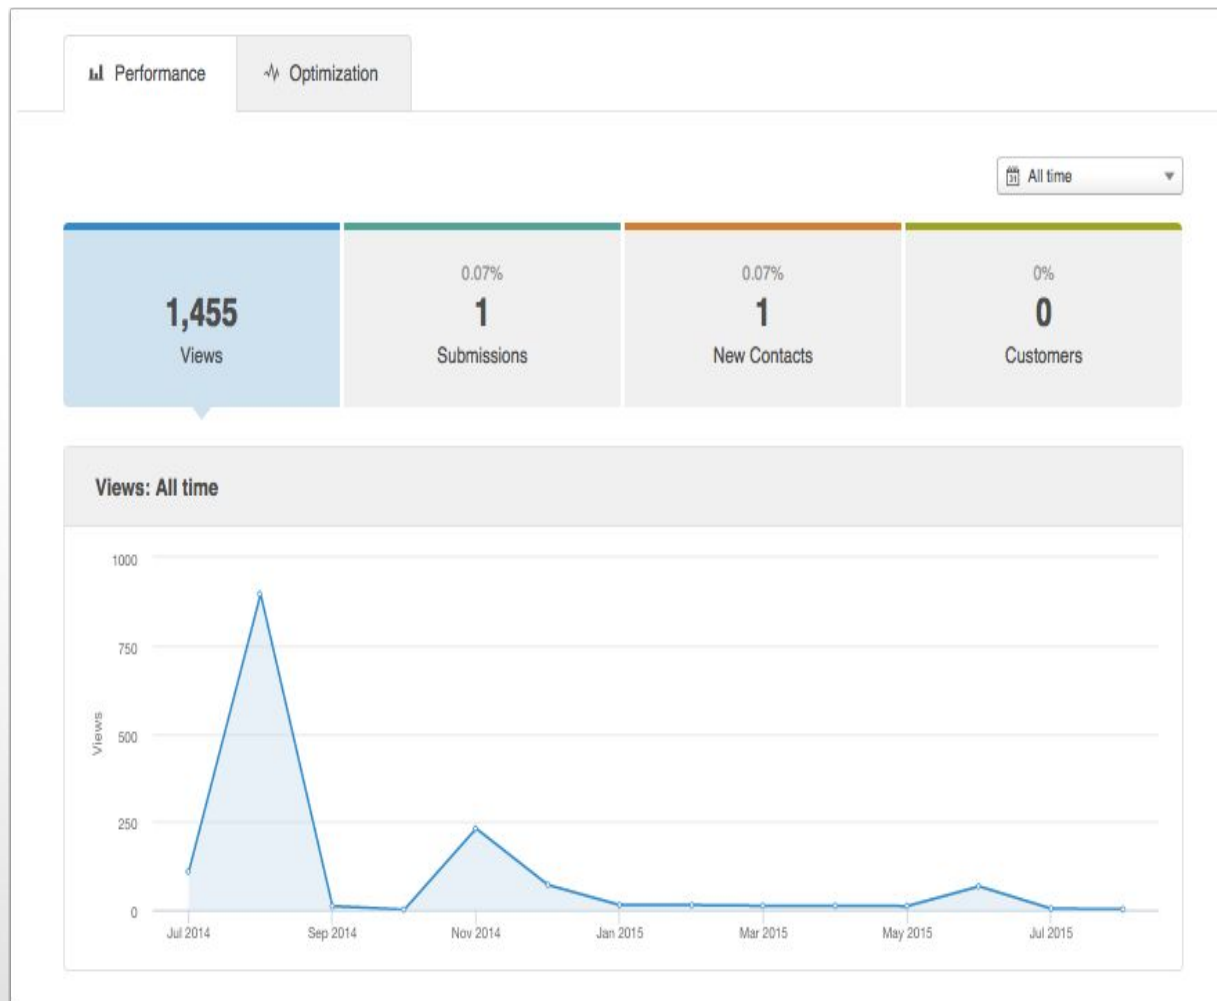 Performance Optimization
All time
0.07% 0.07% 0%
1,455 1 1 0
Views Submissions New Contacts Customers
Views: All time
1000
750
500
250
0
Views
Jul 2014 Sep 2014 Nov 2014 Jan 2015 Mar 2015 May 2015 Jul 2015